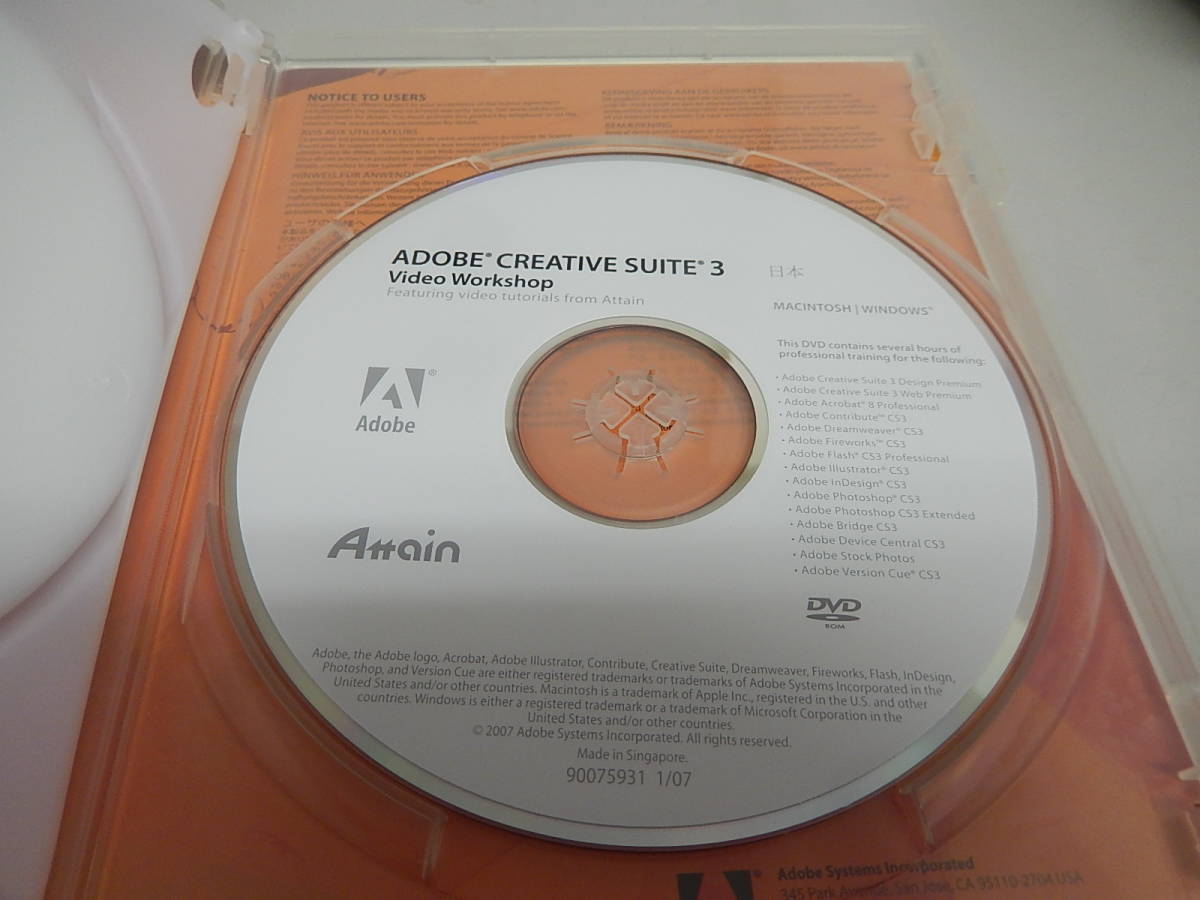 NOTICE TO USERS
AVIS AUX UTILISATEURS
HINWEIS FÜR ANWENDE
KENNISGEVING AAN DE GEBRUIKERS
BEMÆRKNING
ADOBE® CREATIVE SUITE® 3
Video Workshop
Featuring video tutorials from Attain
日本
MACINTOSH | WINDOWS™
This DVD contains several hours of
professional training for the following:
• Adobe Creative Suite 3 Design Premium
• Adobe Creative Suite 3 Web Premium
• Adobe Acrobat® 8 Professional
• Adobe Contribute™ CS3
• Adobe Dreamweaver® CS3
• Adobe Fireworks™ CS3
• Adobe Flash® CS3 Professional
• Adobe Illustrator® CS3
• Adobe InDesign® CS3
• Adobe Photoshop® CS3
• Adobe Photoshop CS3 Extended
• Adobe Bridge CS3
• Adobe Device Central CS3
• Adobe Stock Photos
• Adobe Version Cue® CS3
®
Adobe
Attain
DVD
ROM
Adobe, the Adobe logo, Acrobat, Adobe Illustrator, Contribute, Creative Suite, Dreamweaver, Fireworks, Flash, InDesign,
Photoshop, and Version Cue are either registered trademarks or trademarks of Adobe Systems Incorporated in the
United States and/or other countries. Macintosh is a trademark of Apple Inc., registered in the U.S. and other
countries. Windows is either a registered trademark or a trademark of Microsoft Corporation in the
United States and/or other countries.
© 2007 Adobe Systems Incorporated. All rights reserved.
Made in Singapore.
90075931 1/07
®
Adobe Systems Incorporated
345 Park Avenue, San Jose, CA 95110-2704 USA